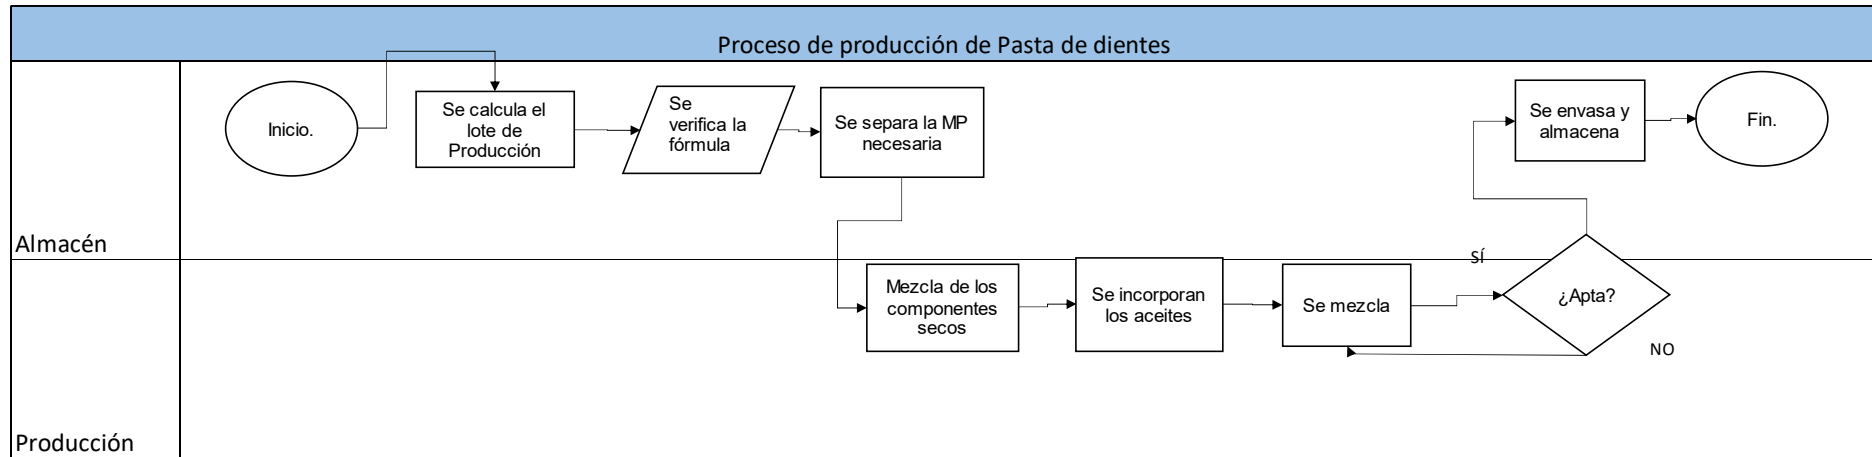 Proceso de producción de Pasta de dientes
Almacén
Inicio.
Se calcula el
lote de
Producción
Se
verifica la
fórmula
Se separa la MP
necesaria
Se envasa y
almacena
Fin.
Producción
Mezcla de los
componentes
secos
Se incorporan
los aceites
Se mezcla
¿Apta?
SÍ
NO